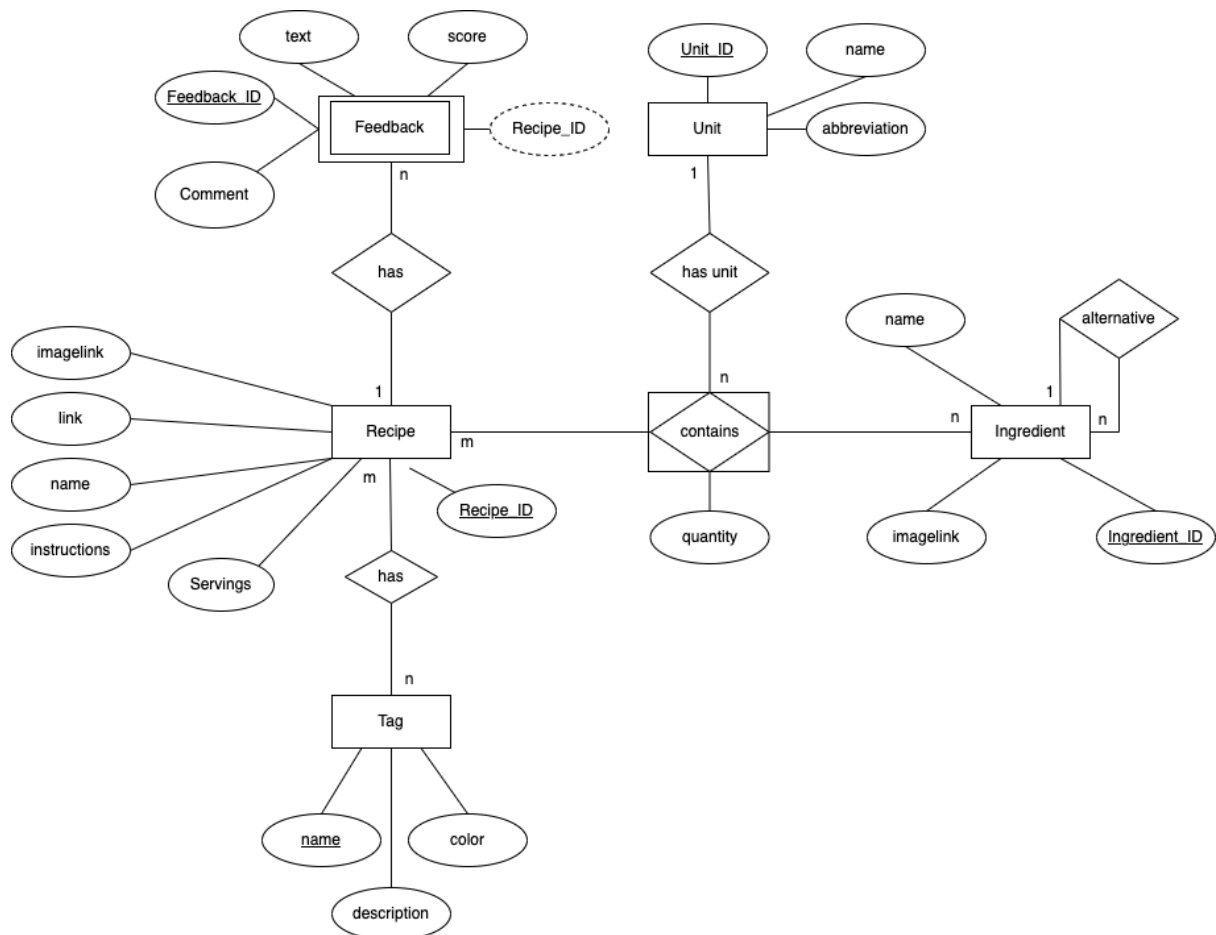 text
score
Feedback_ID
Feedback
Recipe_ID
Comment
n
has
1
Unit_ID
name
Unit
abbreviation
1
has unit
n
name
alternative
1
n
imagelink
link
name
instructions
Servings
Recipe
m
m
Recipe_ID
contains
quantity
n
Ingredient
imagelink
Ingredient_ID
has
n
Tag
name
color
description